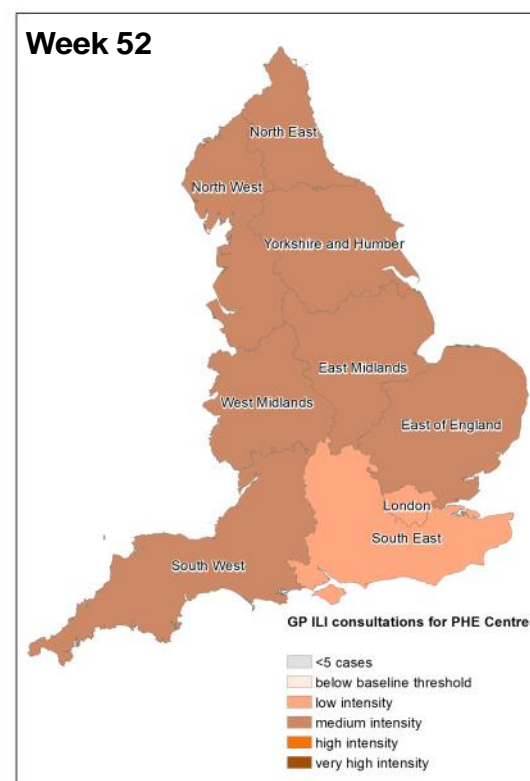 Week 52
North East
North West
Yorkshire and Humber
East Midlands
West Midlands
East of England
London
South East
South West
GP ILI consultations for PHE Centre
<5 cases
below baseline threshold
low intensity
medium intensity
high intensity
very high intensity